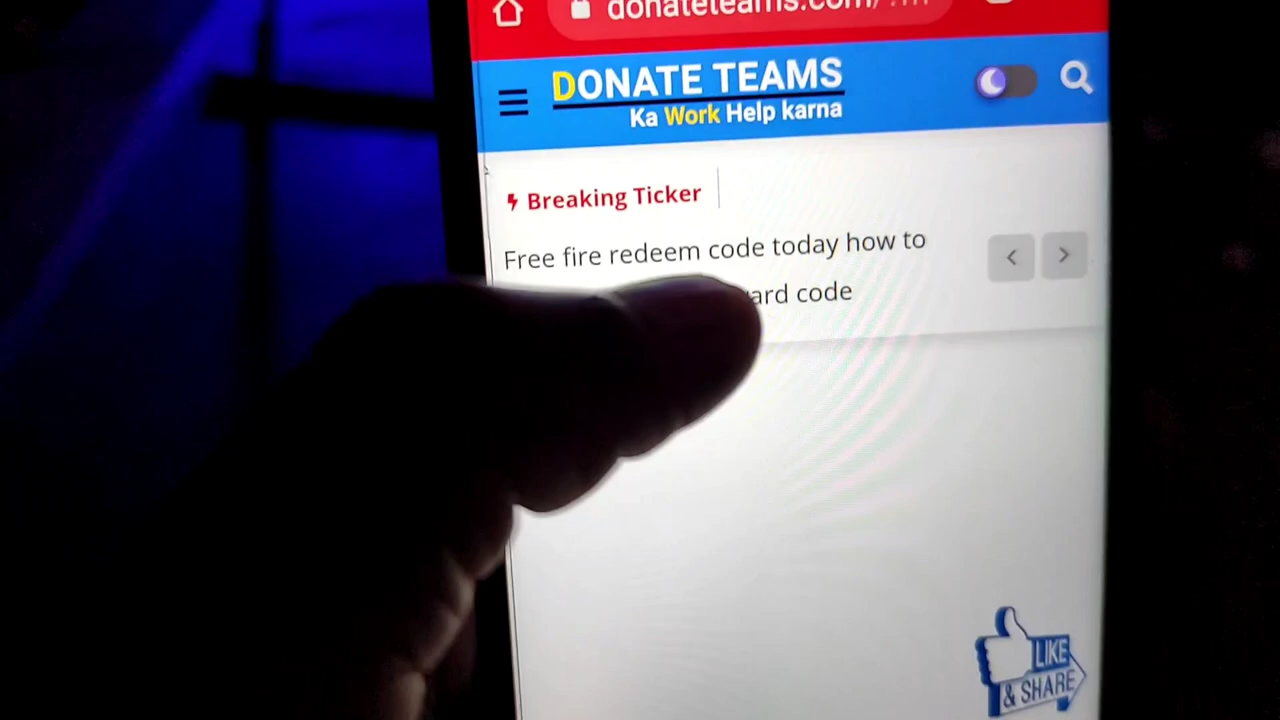 donateteams.com/
DONATE TEAMS
Ka Work Help karna
Breaking Ticker
Free fire redeem code today how to
code
LIKE
& SHARE